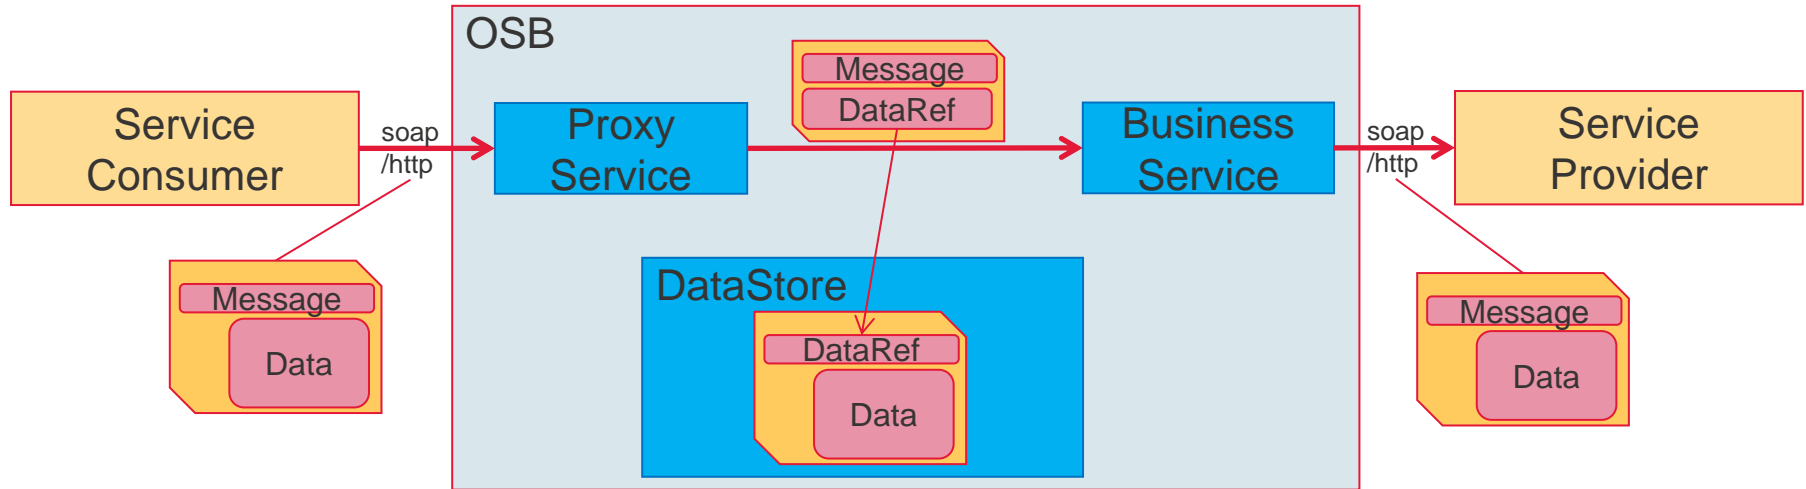 OSB
Message
DataRef
Service
Consumer
soap
/http
Proxy
Service
Business
Service
soap
/http
Service
Provider
Message
Data
DataStore
DataRef
Data
Message
Data